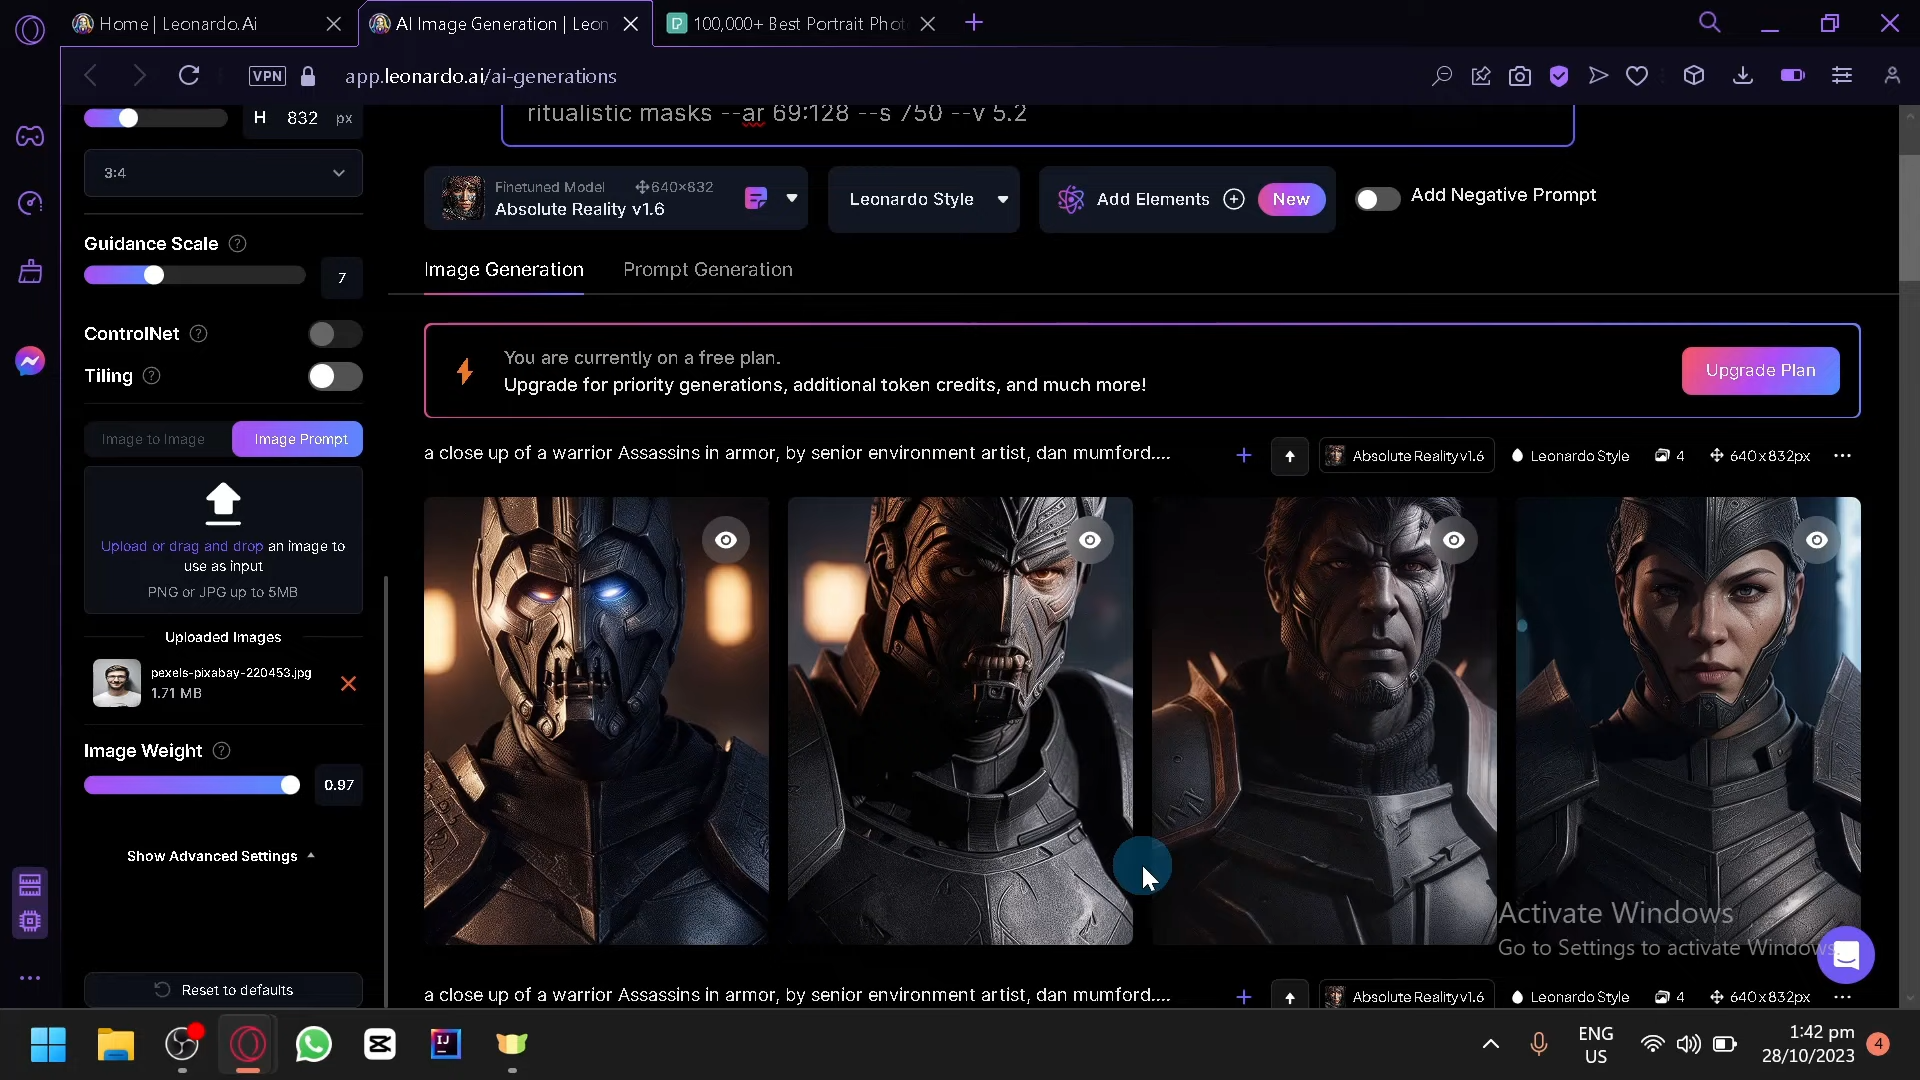 Home | Leonardo.Ai
AI Image Generation | Leon
100,000+ Best Portrait Phot
VPN
app.leonardo.ai/ai-generations
ritualistic masks --ar 69:128 --s 750 --v 5.2
H 832 px
3:4
Finetuned Model 640×832
Absolute Reality v1.6
Leonardo Style
Add Elements
New
Add Negative Prompt
Guidance Scale
7
Image Generation
Prompt Generation
ControlNet
Tiling
You are currently on a free plan.
Upgrade for priority generations, additional token credits, and much more!
Upgrade Plan
Image to Image
Image Prompt
a close up of a warrior Assassins in armor, by senior environment artist, dan mumford....
Absolute Reality v1.6
Leonardo Style
4
640x832px
Upload or drag and drop an image to
use as input
PNG or JPG up to 5MB
Uploaded Images
pexels-pixabay-220453.jpg
1.71 MB
Image Weight
0.97
Show Advanced Settings
Activate Windows
Go to Settings to activate Windows
Reset to defaults
a close up of a warrior Assassins in armor, by senior environment artist, dan mumford....
Absolute Reality v1.6
Leonardo Style
4
640x832px
IJ
ENG
US
1:42 pm
28/10/2023
4